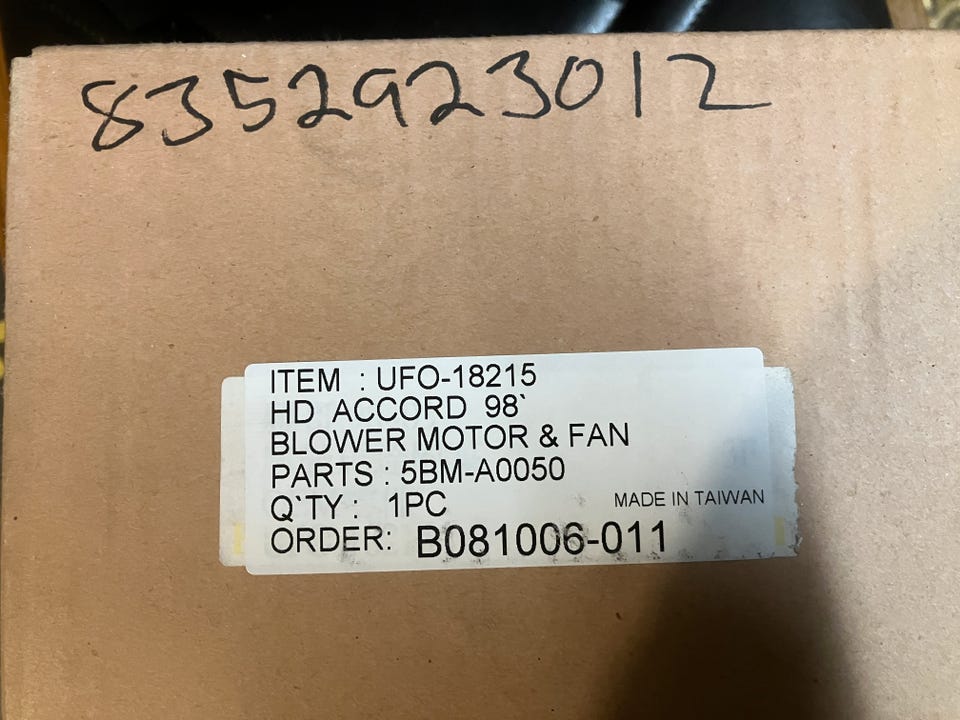 8352923012
ITEM : UFO-18215
HD ACCORD 98`
BLOWER MOTOR & FAN
PARTS : 5BM-A0050
Q`TY : 1PC MADE IN TAIWAN
ORDER: B081006-011